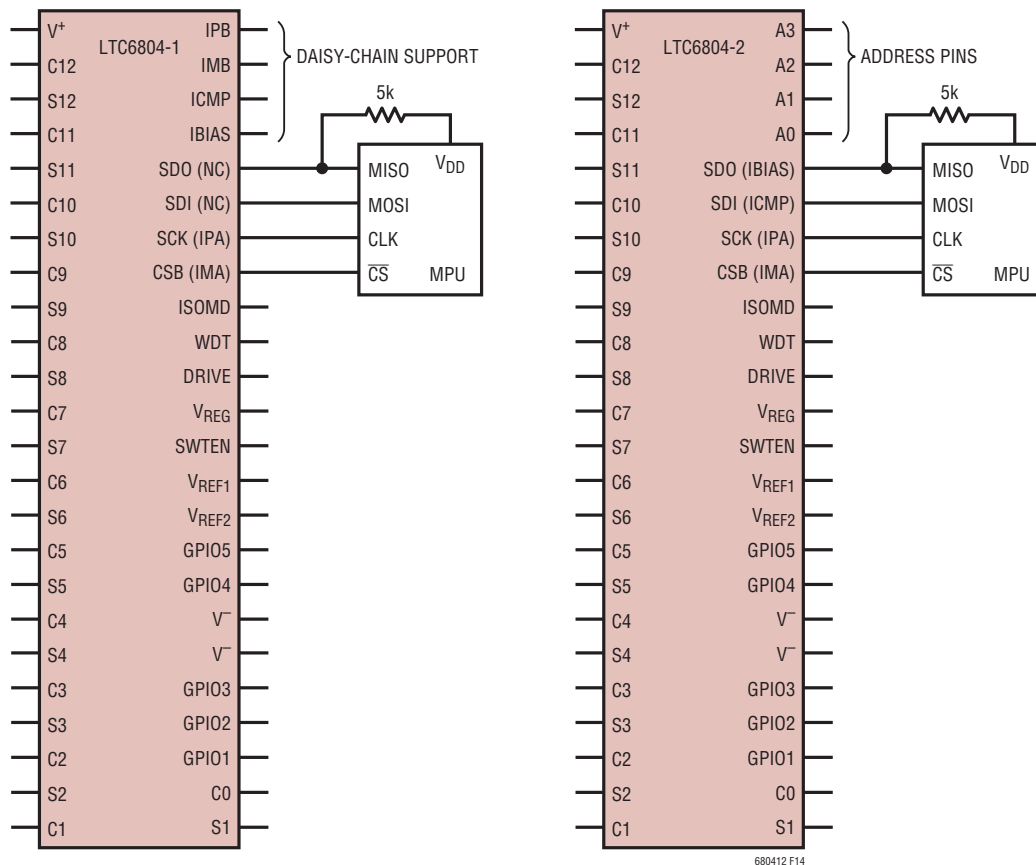 V+
C12
S12
C11
S11
C10
S10
C9
S9
C8
S8
C7
S7
C6
S6
C5
S5
C4
S4
C3
S3
C2
S2
C1
LTC6804-1
IPB
IMB
ICMP
IBIAS
SDO (NC)
SDI (NC)
SCK (IPA)
CSB (IMA)
ISOMD
WDT
DRIVE
VREG
SWTEN
VREF1
VREF2
GPIO5
GPIO4
V–
V–
GPIO3
GPIO2
GPIO1
C0
S1
DAISY-CHAIN SUPPORT
5k
MISO VDD
MOSI
CLK
C̅S̅ MPU
V+
C12
S12
C11
S11
C10
S10
C9
S9
C8
S8
C7
S7
C6
S6
C5
S5
C4
S4
C3
S3
C2
S2
C1
LTC6804-2
A3
A2
A1
A0
SDO (IBIAS)
SDI (ICMP)
SCK (IPA)
CSB (IMA)
ISOMD
WDT
DRIVE
VREG
SWTEN
VREF1
VREF2
GPIO5
GPIO4
V–
V–
GPIO3
GPIO2
GPIO1
C0
S1
ADDRESS PINS
5k
MISO VDD
MOSI
CLK
C̅S̅ MPU
680412 F14